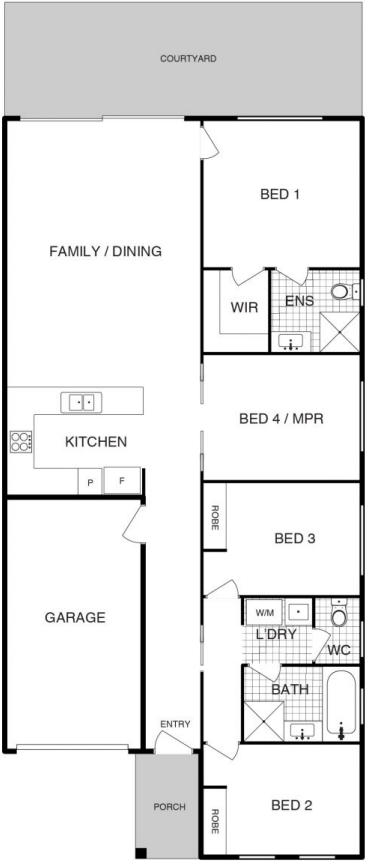 COURTYARD
BED 1
FAMILY / DINING
WIR
ENS
BED 4 / MPR
KITCHEN
P
F
ROBE
BED 3
W/M
GARAGE
L'DRY
WC
BATH
ENTRY
PORCH
ROBE
BED 2